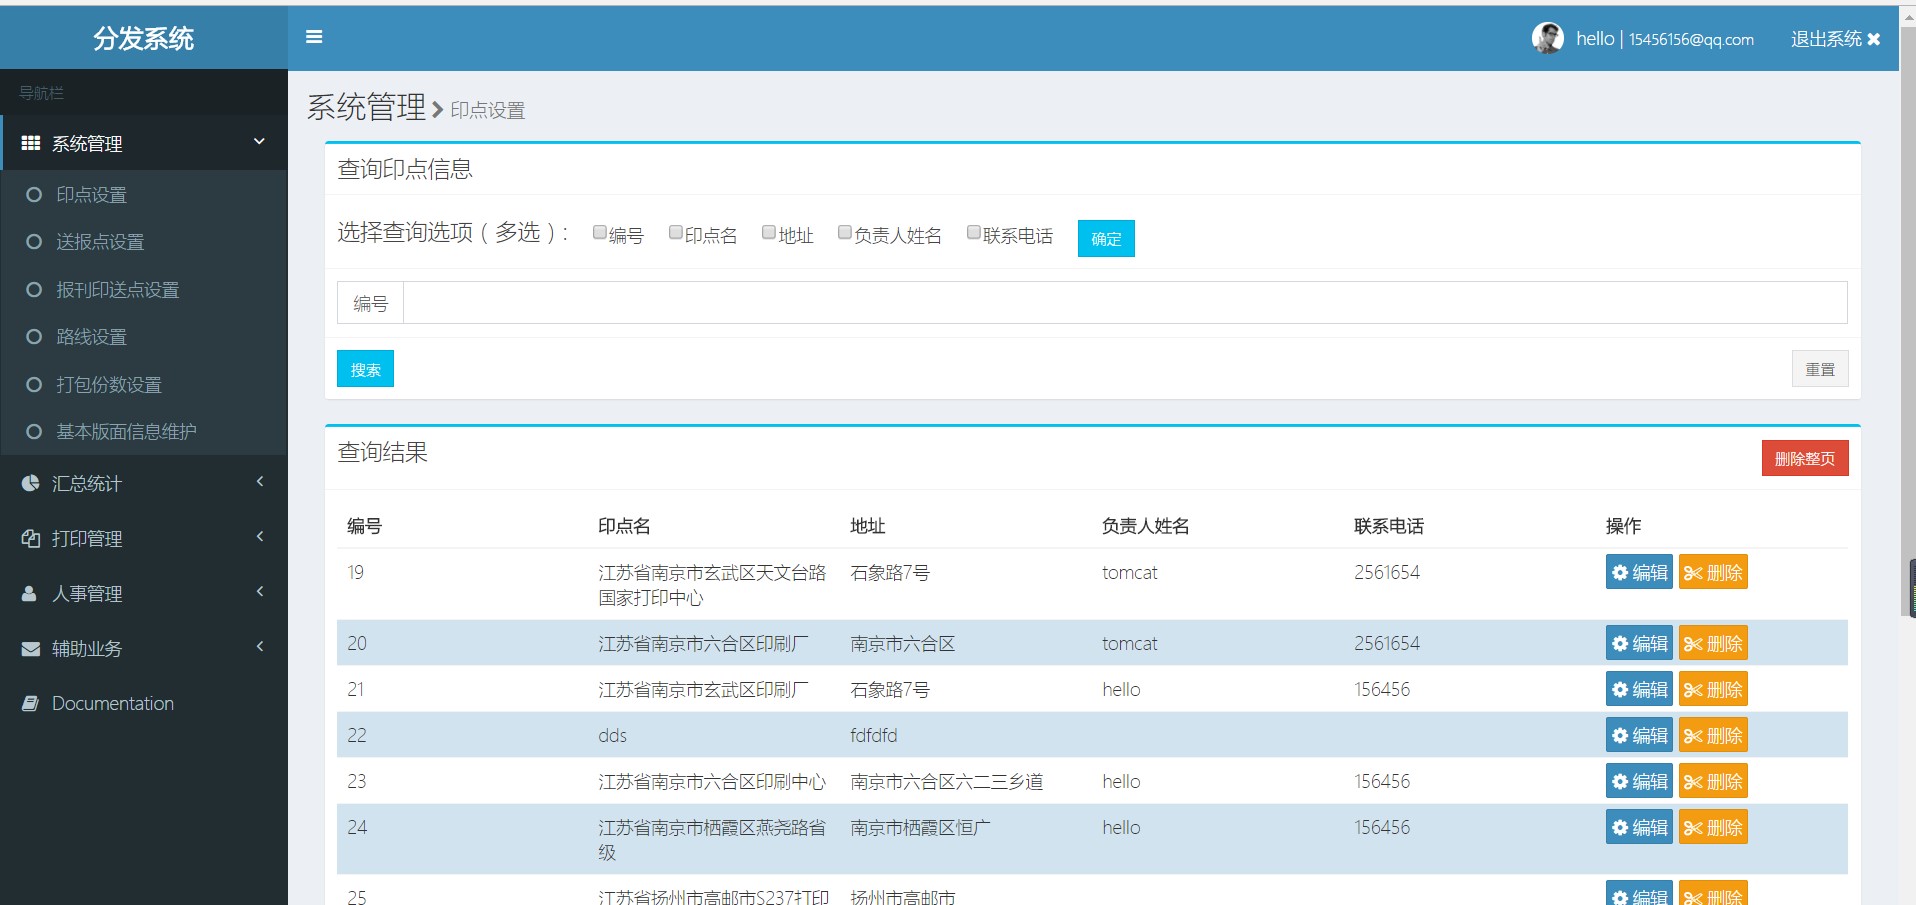 分发系统
hello | 15456156@qq.com
退出系统
导航栏
系统管理
印点设置
送报点设置
报刊印送点设置
路线设置
打包份数设置
基本版面信息维护
汇总统计
打印管理
人事管理
辅助业务
Documentation
系统管理 印点设置
查询印点信息
选择查询选项（多选）: 编号 印点名 地址 负责人姓名 联系电话 确定
编号
搜索 重置
查询结果 删除整页
编号 印点名 地址 负责人姓名 联系电话 操作
19 江苏省南京市玄武区天文台路 石象路7号 tomcat 2561654 编辑 删除
国家打印中心
20 江苏省南京市六合区印刷厂 南京市六合区 tomcat 2561654 编辑 删除
21 江苏省南京市玄武区印刷厂 石象路7号 hello 156456 编辑 删除
22 dds fdfdfd 编辑 删除
23 江苏省南京市六合区印刷中心 南京市六合区六二三乡道 hello 156456 编辑 删除
24 江苏省南京市栖霞区燕尧路省 南京市栖霞区恒广 hello 156456 编辑 删除
级
25 江苏省扬州市高邮市S237打印 扬州市高邮市 编辑 删除